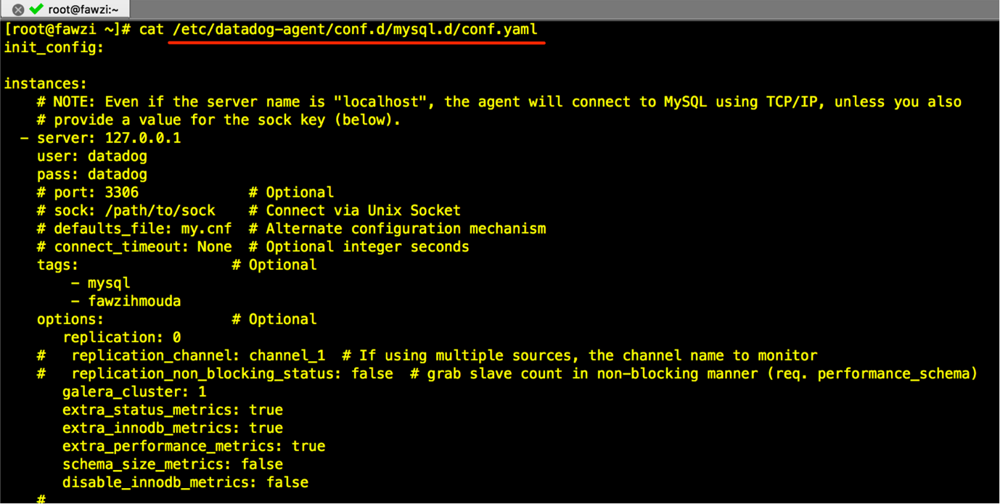 root@fawzi:~
[root@fawzi ~]# cat /etc/datadog-agent/conf.d/mysql.d/conf.yaml
init_config:

instances:
    # NOTE: Even if the server name is "localhost", the agent will connect to MySQL using TCP/IP, unless you also
    # provide a value for the sock key (below).
  - server: 127.0.0.1
    user: datadog
    pass: datadog
    # port: 3306             # Optional
    # sock: /path/to/sock    # Connect via Unix Socket
    # defaults_file: my.cnf  # Alternate configuration mechanism
    # connect_timeout: None  # Optional integer seconds
    tags:                  # Optional
        - mysql
        - fawzihmouda
    options:               # Optional
       replication: 0
    #   replication_channel: channel_1  # If using multiple sources, the channel name to monitor
    #   replication_non_blocking_status: false  # grab slave count in non-blocking manner (req. performance_schema)
       galera_cluster: 1
       extra_status_metrics: true
       extra_innodb_metrics: true
       extra_performance_metrics: true
       schema_size_metrics: false
       disable_innodb_metrics: false
    #